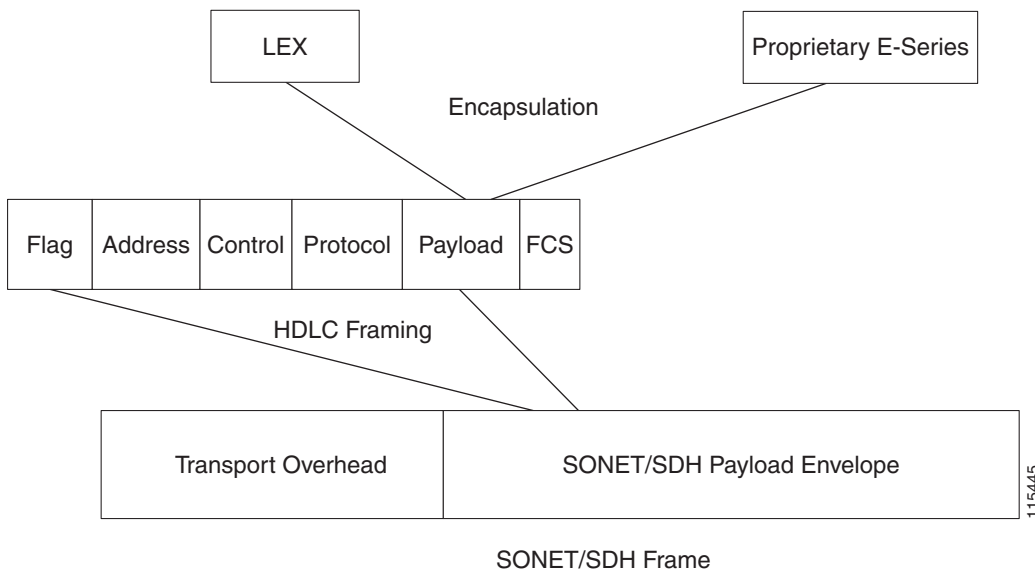 LEX
Proprietary E-Series
Encapsulation
Flag
Address
Control
Protocol
Payload
FCS
HDLC Framing
Transport Overhead
SONET/SDH Payload Envelope
115445
SONET/SDH Frame